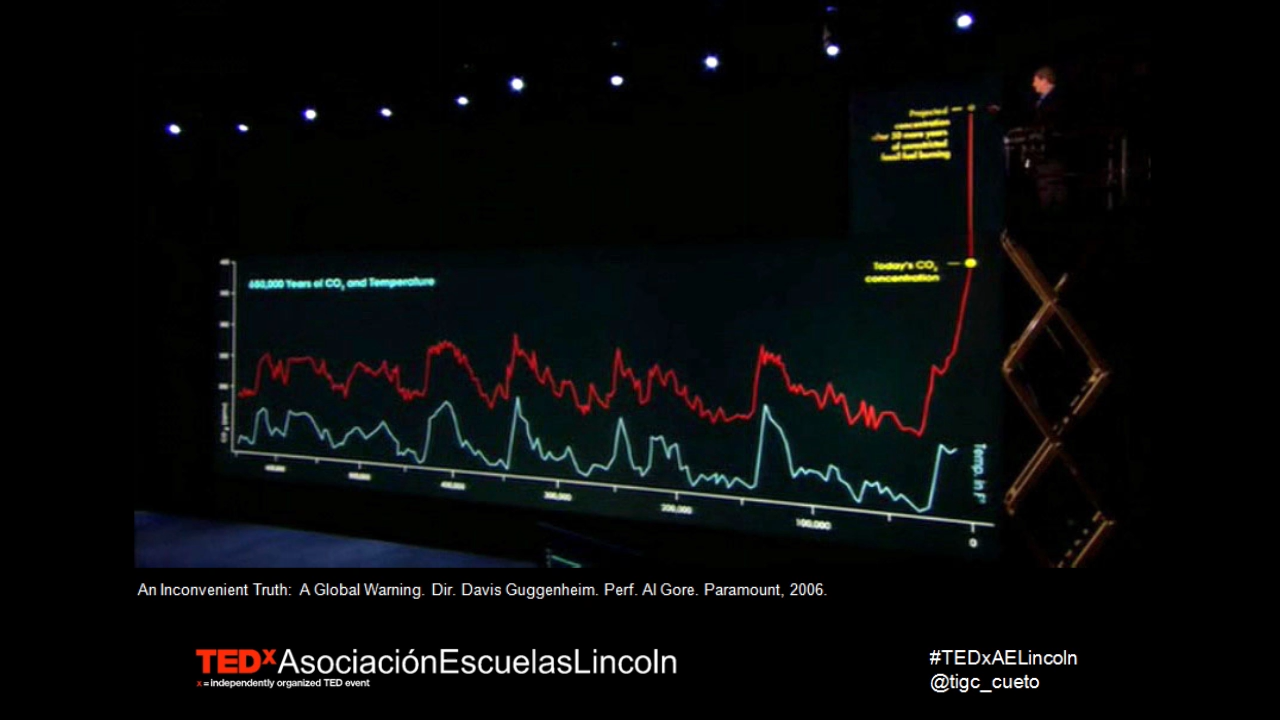 Projected
concentration
after 50 more years
of unrestricted
fossil fuel burning
Today's CO₂
concentration
650,000 Years of CO₂ and Temperature
Temp. in F°
400,000
300,000
200,000
100,000
0
An Inconvenient Truth: A Global Warning. Dir. Davis Guggenheim. Perf. Al Gore. Paramount, 2006.
TEDxAsociaciónEscuelasLincoln
x = independently organized TED event
#TEDxAELincoln
@tigc_cueto